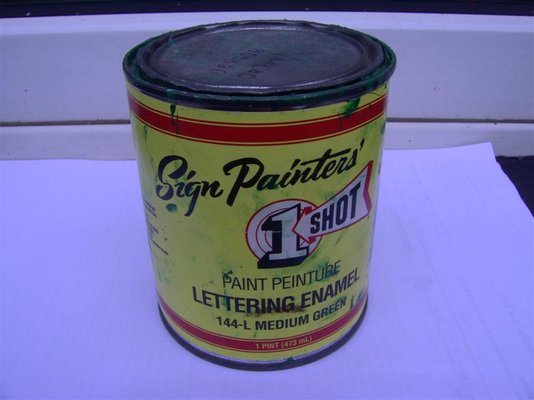 Sign Painters'
1 SHOT
PAINT PEINTURE
LETTERING ENAMEL
144-L MEDIUM GREEN
1 PINT (473 mL)